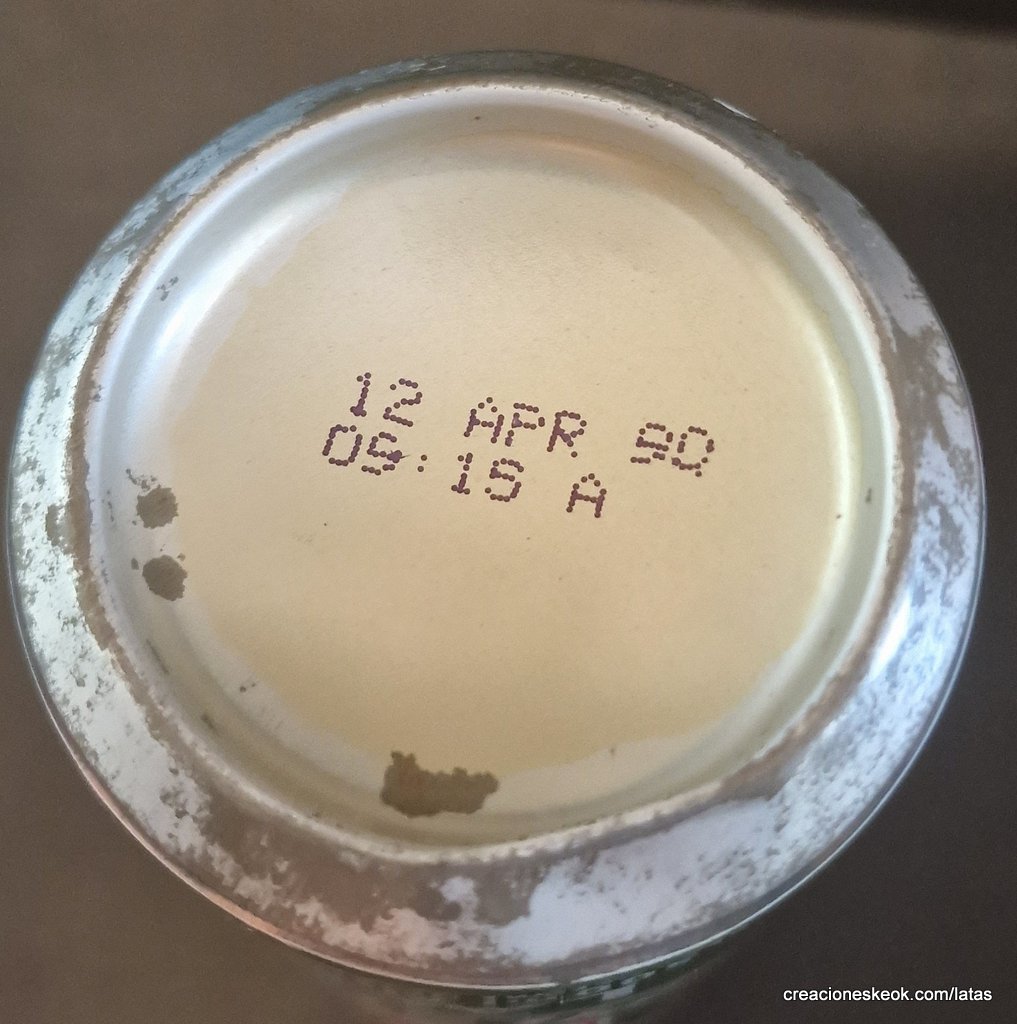 12 APR 90
09:15 A
creacioneskeok.com/latas